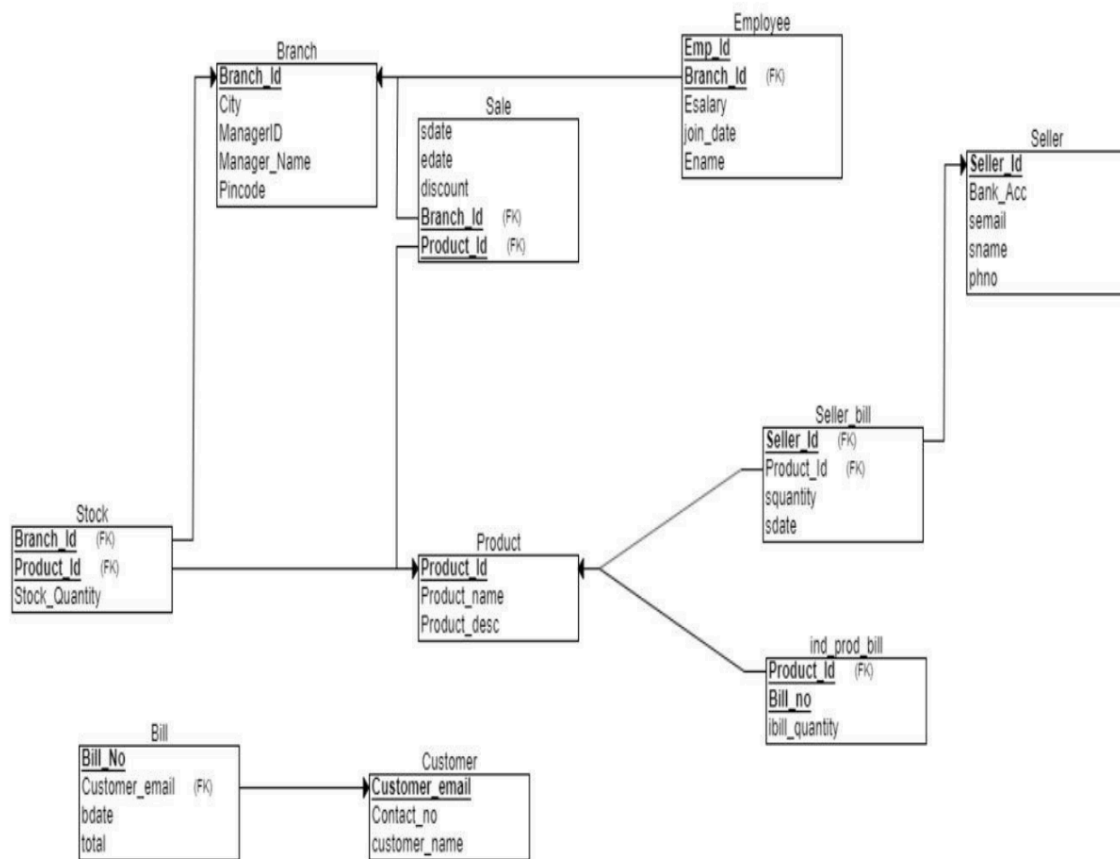 Branch
Branch_Id
City
ManagerID
Manager_Name
Pincode
Sale
sdate
edate
discount
Branch_Id (FK)
Product_Id (FK)
Employee
Emp_Id
Branch_Id (FK)
Esalary
join_date
Ename
Seller
Seller_Id
Bank_Acc
semail
sname
phno
Seller_bill
Seller_Id (FK)
Product_Id (FK)
squantity
sdate
Stock
Branch_Id (FK)
Product_Id (FK)
Stock_Quantity
Product
Product_Id
Product_name
Product_desc
ind_prod_bill
Product_Id (FK)
Bill_no
ibill_quantity
Bill
Bill_No
Customer_email (FK)
bdate
total
Customer
Customer_email
Contact_no
customer_name